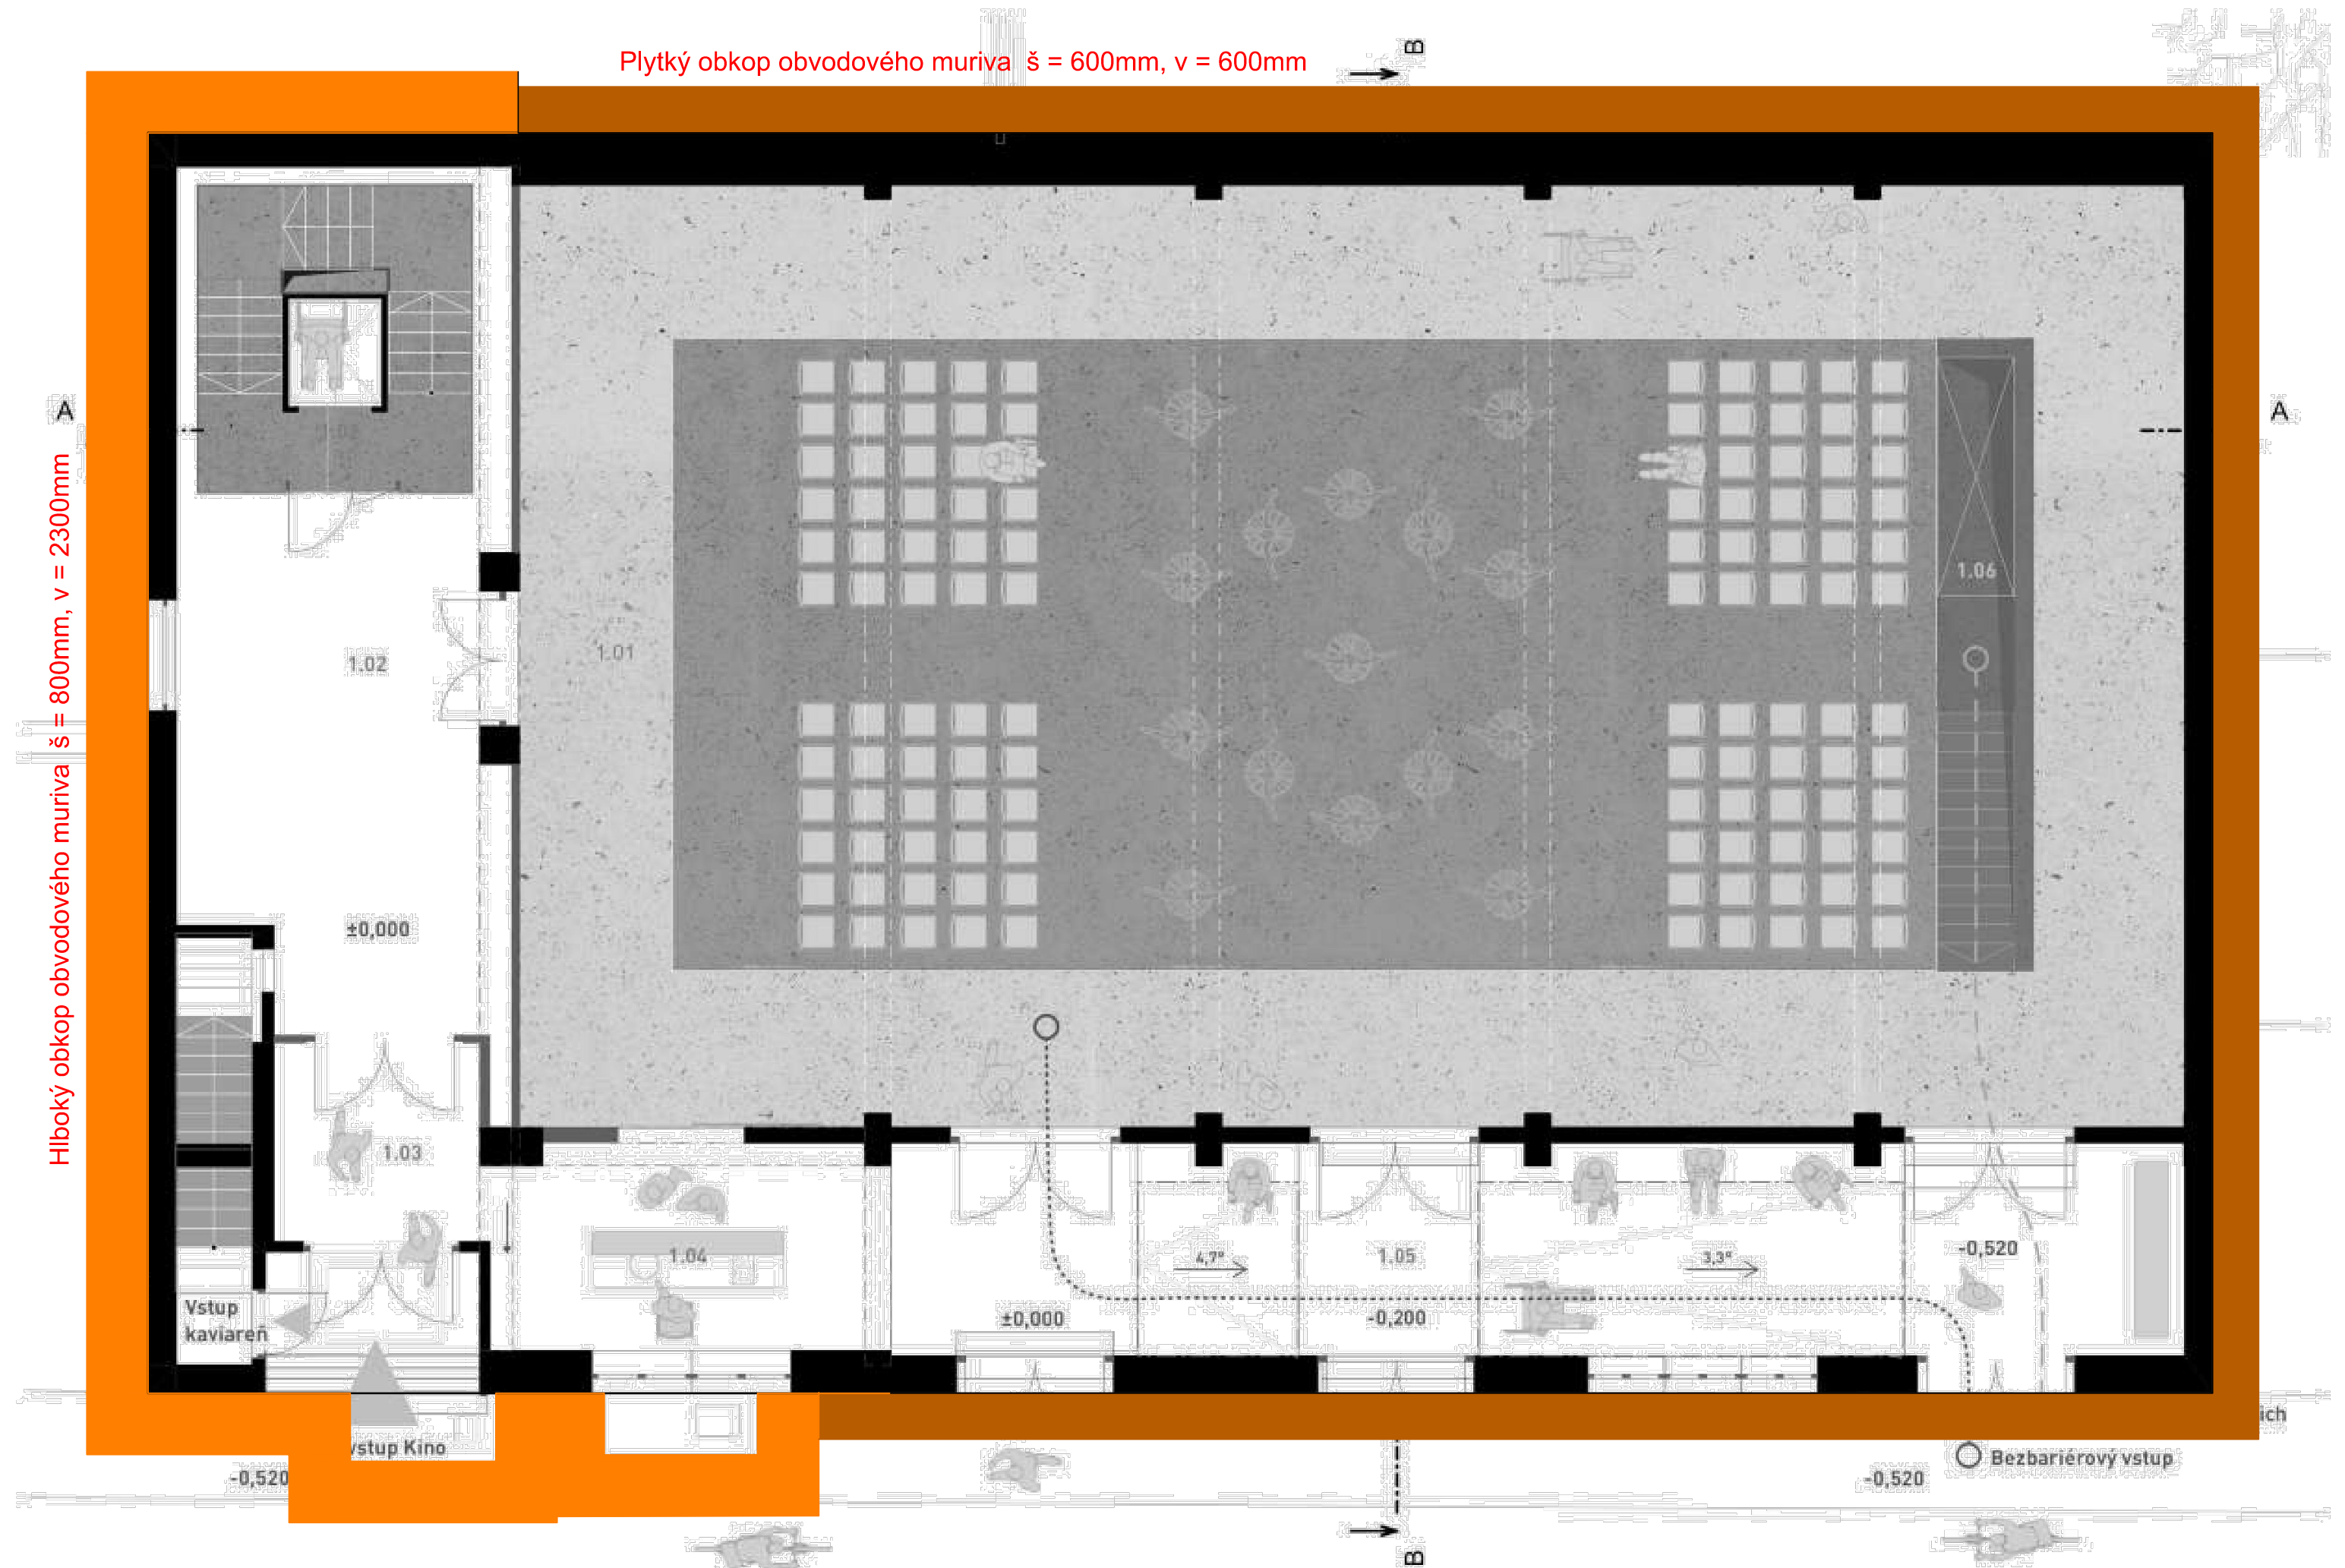 Plytký obkop obvodového muriva š = 600mm, v = 600mm
B
A
A
Hlboký obkop obvodového muriva š = 800mm, v = 2300mm
1.06
1.01
1.02
±0,000
1.03
1.04
4,7°
1.05
3,3°
-0,520
Vstup
kaviareň
±0,000
-0,200
vstup Kino
ich
Bezbariérový vstup
-0,520
-0,520
B